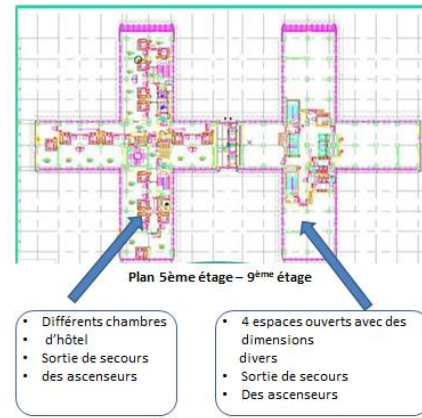 Plan 5ème étage – 9ème étage
• Différents chambres
• d'hôtel
• Sortie de secours
• des ascenseurs
• 4 espaces ouverts avec des
dimensions
divers
• Sortie de secours
• Des ascenseurs